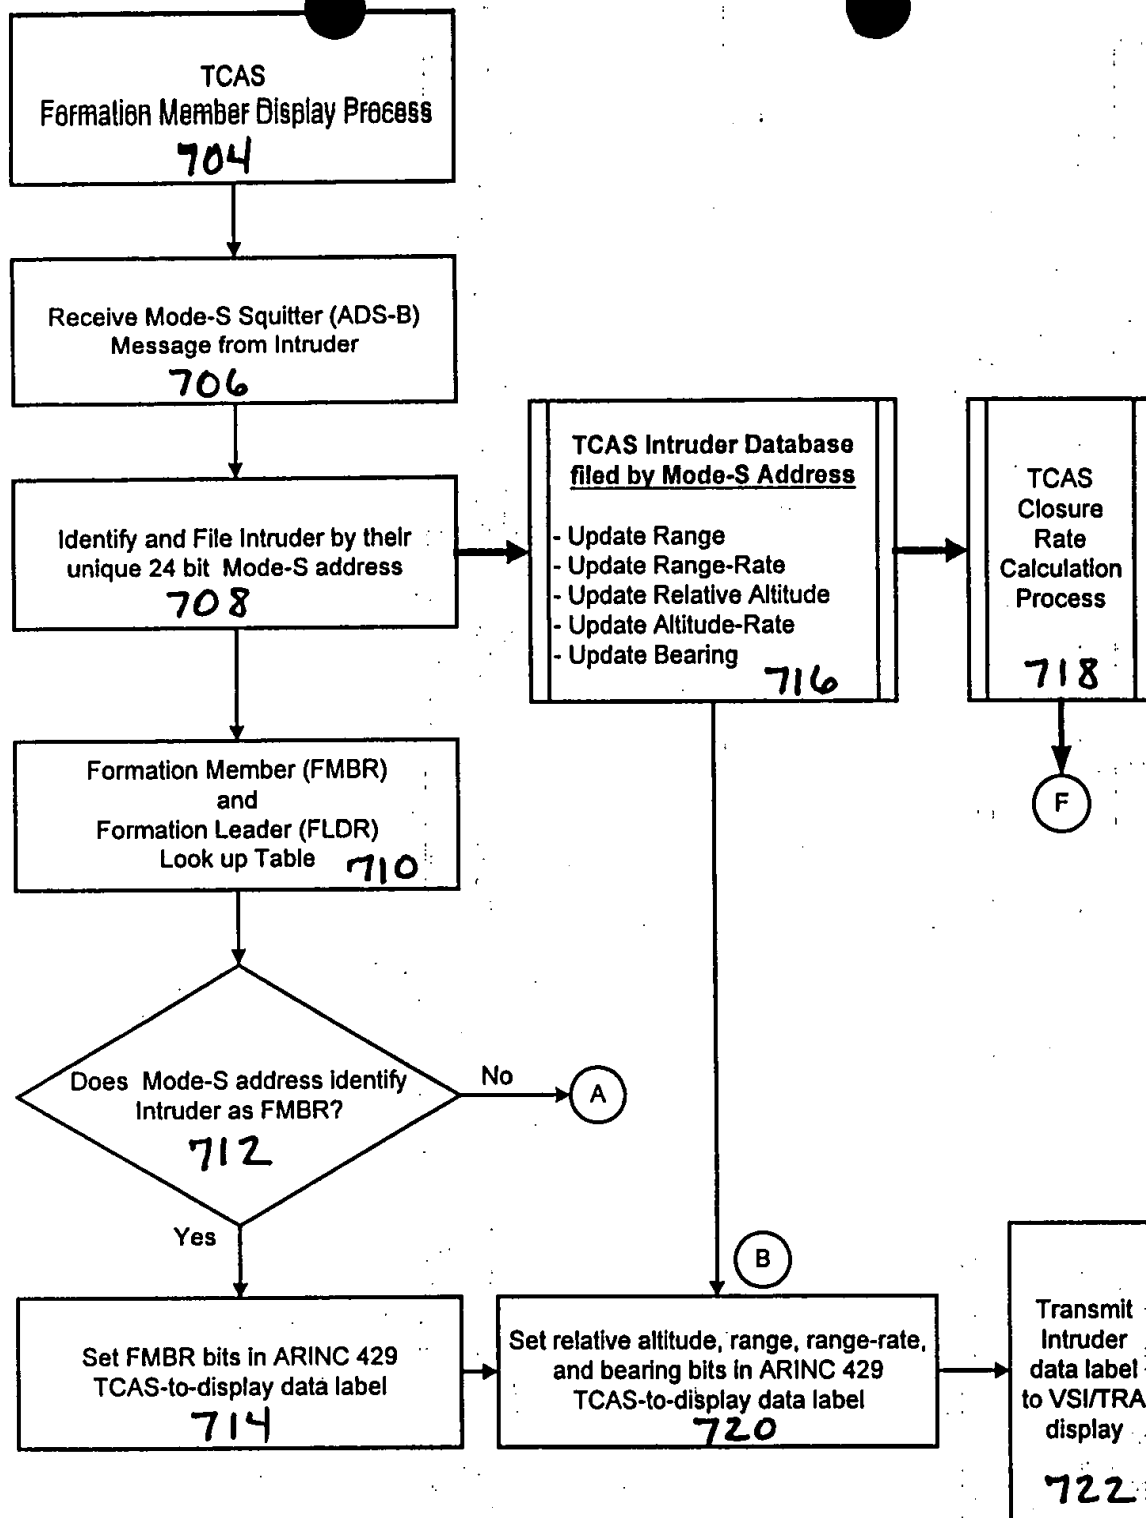 TCAS
Formation Member Display Process
704
Receive Mode-S Squitter (ADS-B)
Message from Intruder
706
Identify and File Intruder by their
unique 24 bit Mode-S address
708
TCAS Intruder Database
filed by Mode-S Address
- Update Range
- Update Range-Rate
- Update Relative Altitude
- Update Altitude-Rate
- Update Bearing
716
TCAS
Closure
Rate
Calculation
Process
718
F
Formation Member (FMBR)
and
Formation Leader (FLDR)
Look up Table
710
Does Mode-S address identify
Intruder as FMBR?
712
No
A
Yes
B
Set FMBR bits in ARINC 429
TCAS-to-display data label
714
Set relative altitude, range, range-rate,
and bearing bits in ARINC 429
TCAS-to-display data label
720
Transmit
Intruder
data label
to VSI/TRA
display
722